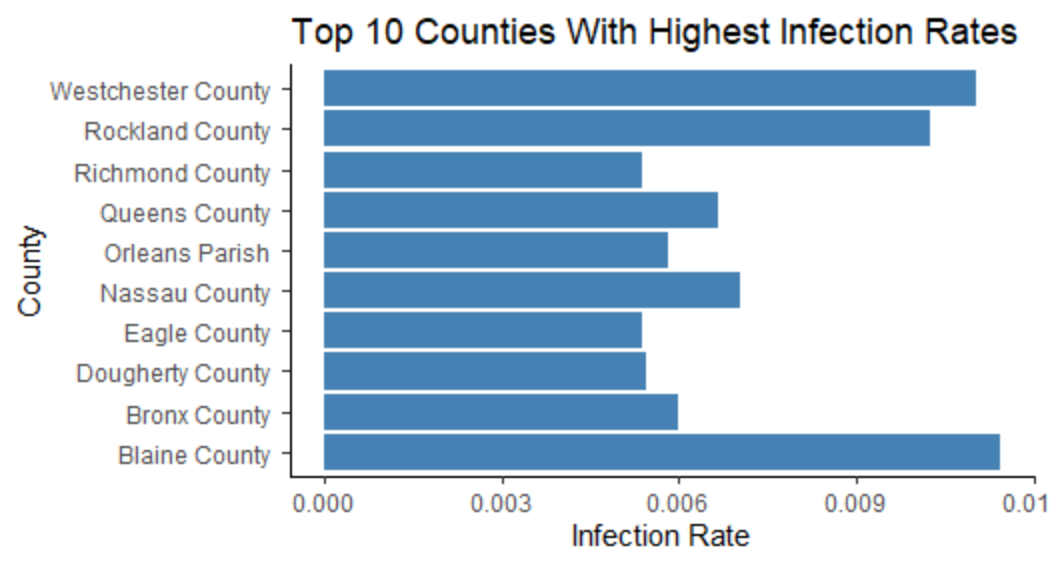 Top 10 Counties With Highest Infection Rates
Westchester County
Rockland County
Richmond County
Queens County
Orleans Parish
Nassau County
Eagle County
Dougherty County
Bronx County
Blaine County
County
0.000 0.003 0.006 0.009 0.01
Infection Rate